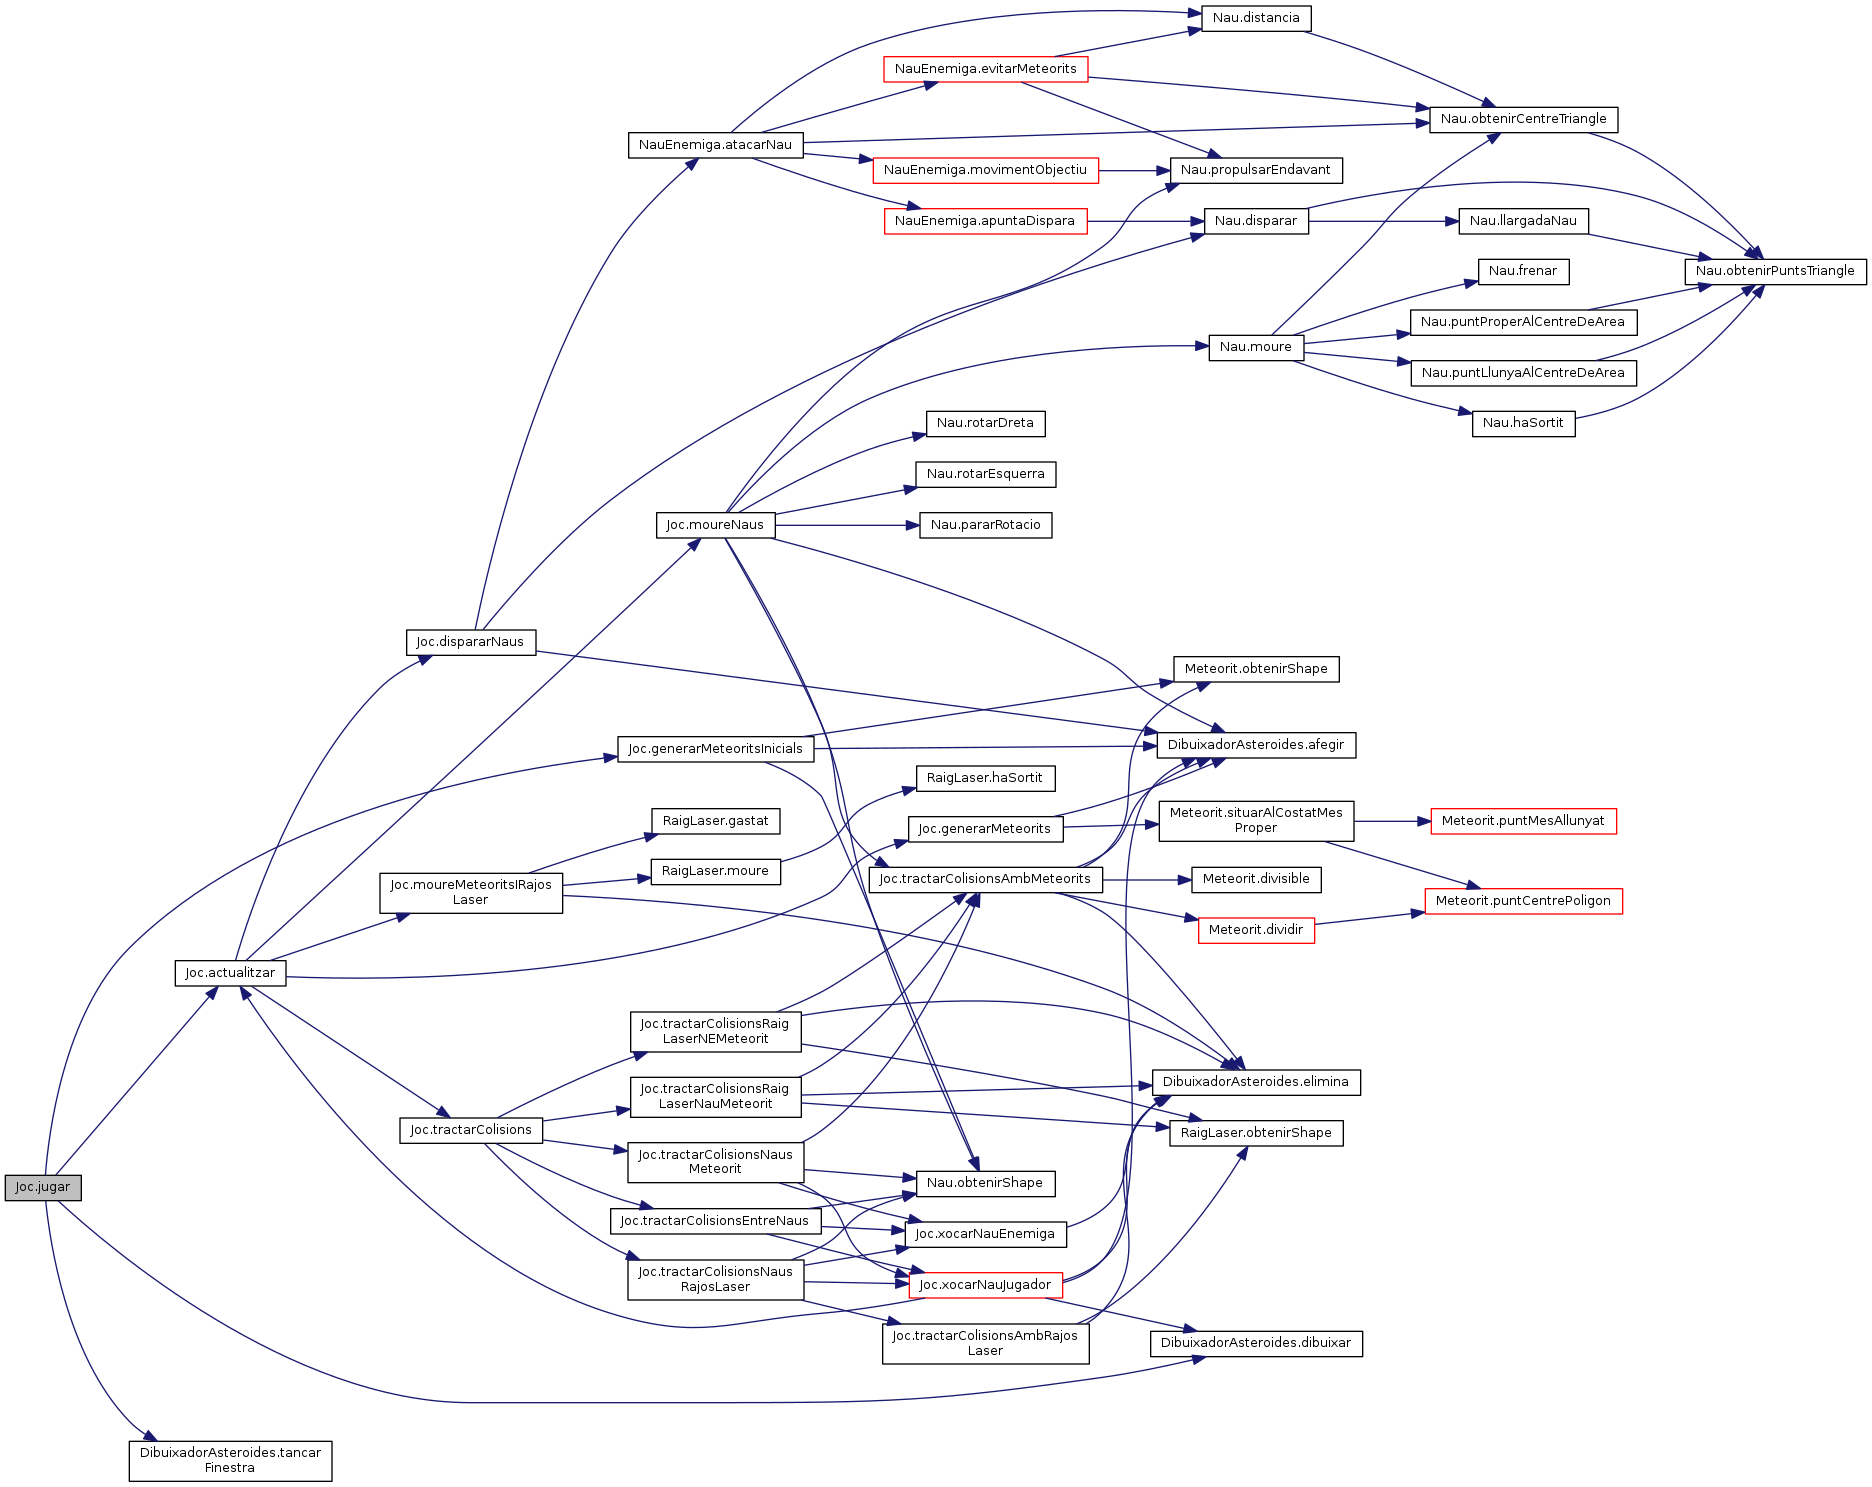 Nau.distancia
NauEnemiga.evitarMeteorits
Nau.obtenirCentreTriangle
NauEnemiga.atacarNau
NauEnemiga.movimentObjectiu
Nau.propulsarEndavant
NauEnemiga.apuntaDispara
Nau.disparar
Nau.llargadaNau
Nau.obtenirPuntsTriangle
Nau.frenar
Nau.puntProperAlCentreDeArea
Nau.moure
Nau.puntLlunyaAlCentreDeArea
Nau.haSortit
Nau.rotarDreta
Nau.rotarEsquerra
Joc.moureNaus
Nau.pararRotacio
Joc.dispararNaus
Meteorit.obtenirShape
Joc.generarMeteoritsInicials
DibuixadorAsteroides.afegir
RaigLaser.haSortit
RaigLaser.gastat
Joc.generarMeteorits
Meteorit.situarAlCostatMes
Proper
Meteorit.puntMesAllunyat
RaigLaser.moure
Joc.moureMeteoritsIRajos
Laser
Joc.tractarColisionsAmbMeteorits
Meteorit.divisible
Meteorit.puntCentrePoligon
Meteorit.dividir
Joc.actualitzar
Joc.tractarColisionsRaig
LaserNEMeteorit
Joc.tractarColisionsRaig
LaserNauMeteorit
DibuixadorAsteroides.elimina
Joc.tractarColisions
RaigLaser.obtenirShape
Joc.tractarColisionsNaus
Meteorit
Joc.jugar
Nau.obtenirShape
Joc.tractarColisionsEntreNaus
Joc.xocarNauEnemiga
Joc.tractarColisionsNaus
RajosLaser
Joc.xocarNauJugador
Joc.tractarColisionsAmbRajos
Laser
DibuixadorAsteroides.dibuixar
DibuixadorAsteroides.tancar
Finestra